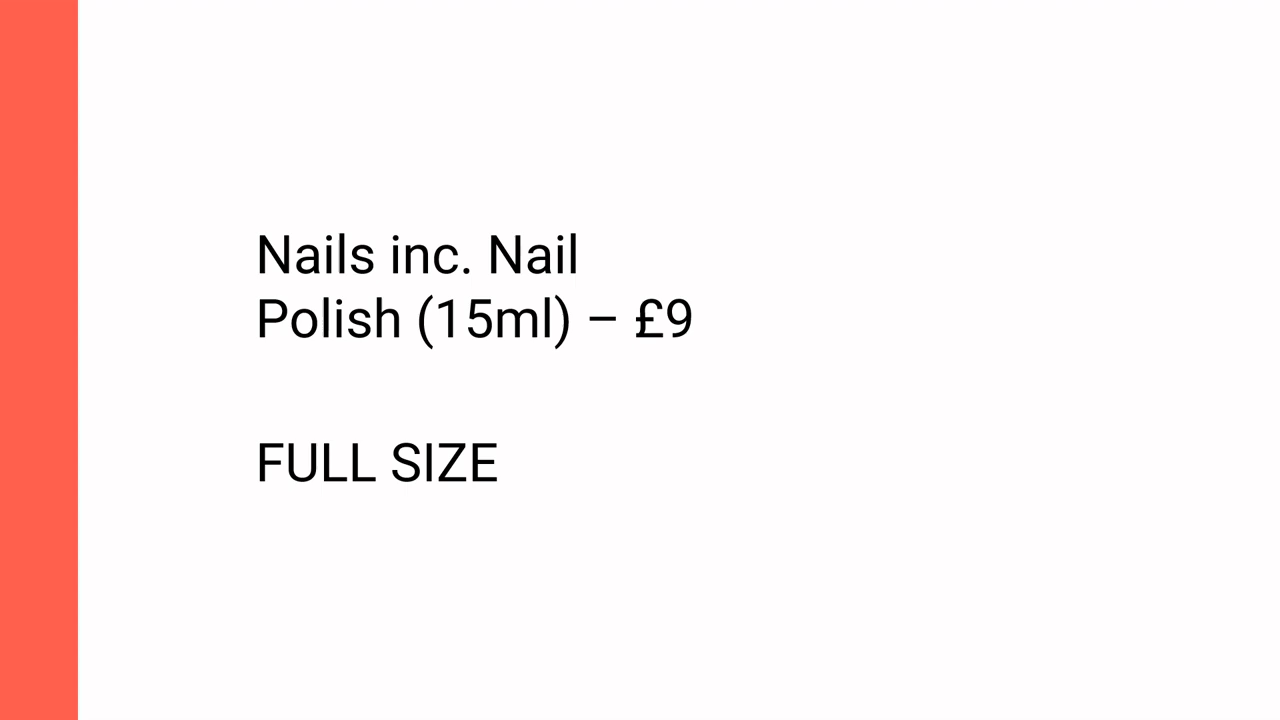 Nails inc. Nail
Polish (15ml) – £9
FULL SIZE